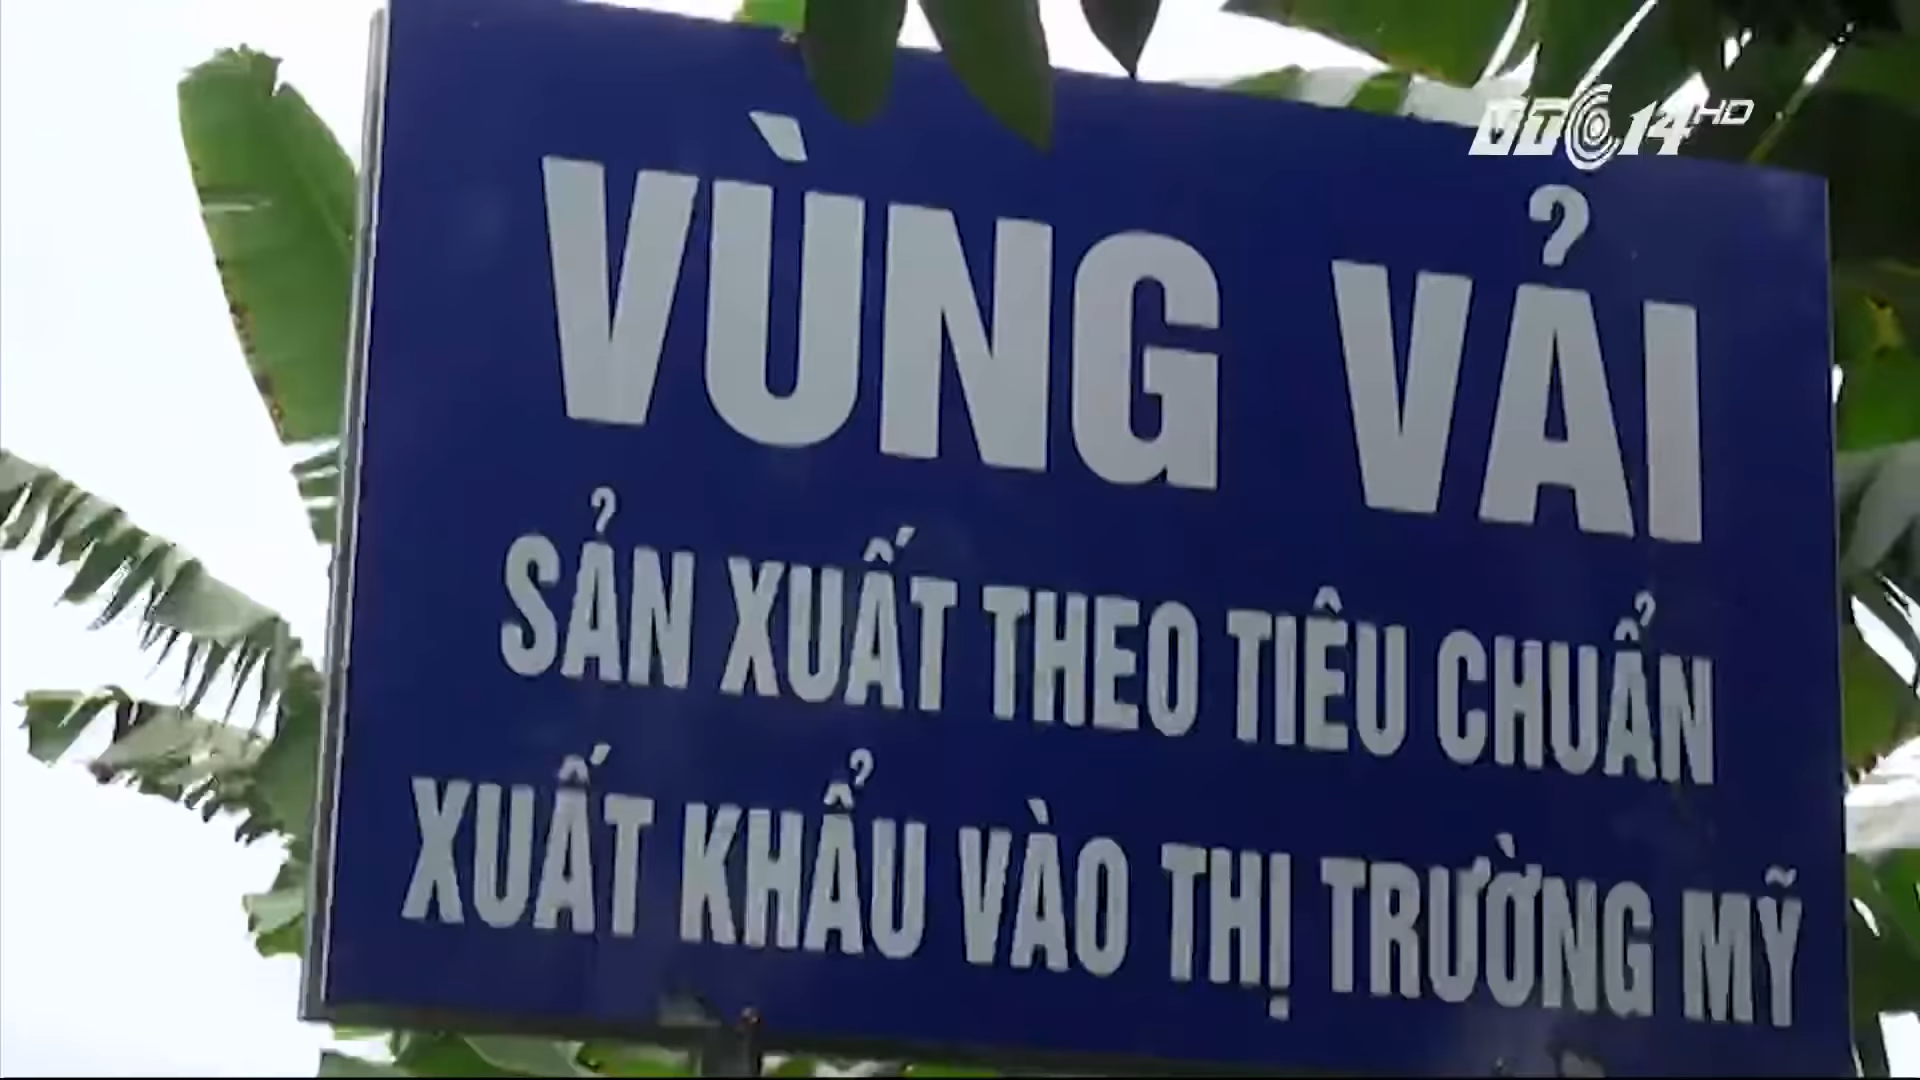 VTC14 HD
VÙNG VẢI
SẢN XUẤT THEO TIÊU CHUẨN
XUẤT KHẨU VÀO THỊ TRƯỜNG MỸ